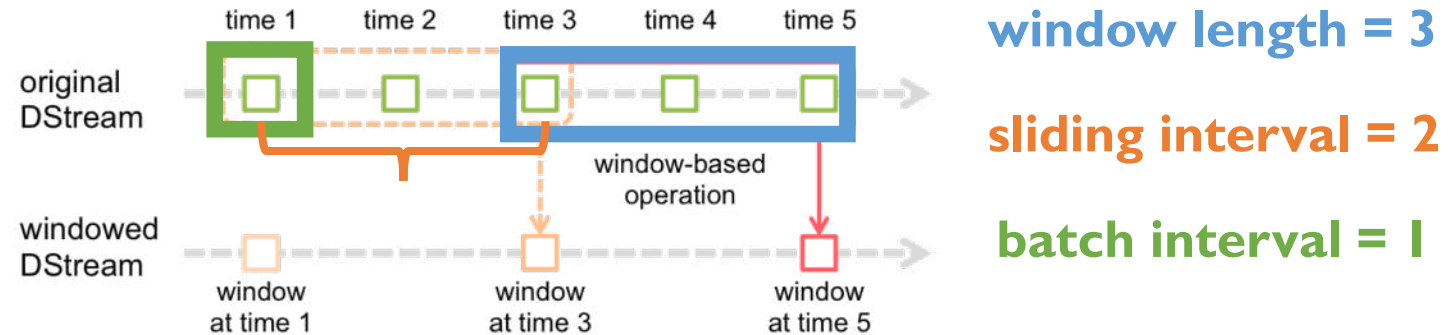 time 1 time 2 time 3 time 4 time 5
window length = 3
original
DStream
sliding interval = 2
window-based
operation
windowed
DStream
batch interval = 1
window
at time 1
window
at time 3
window
at time 5